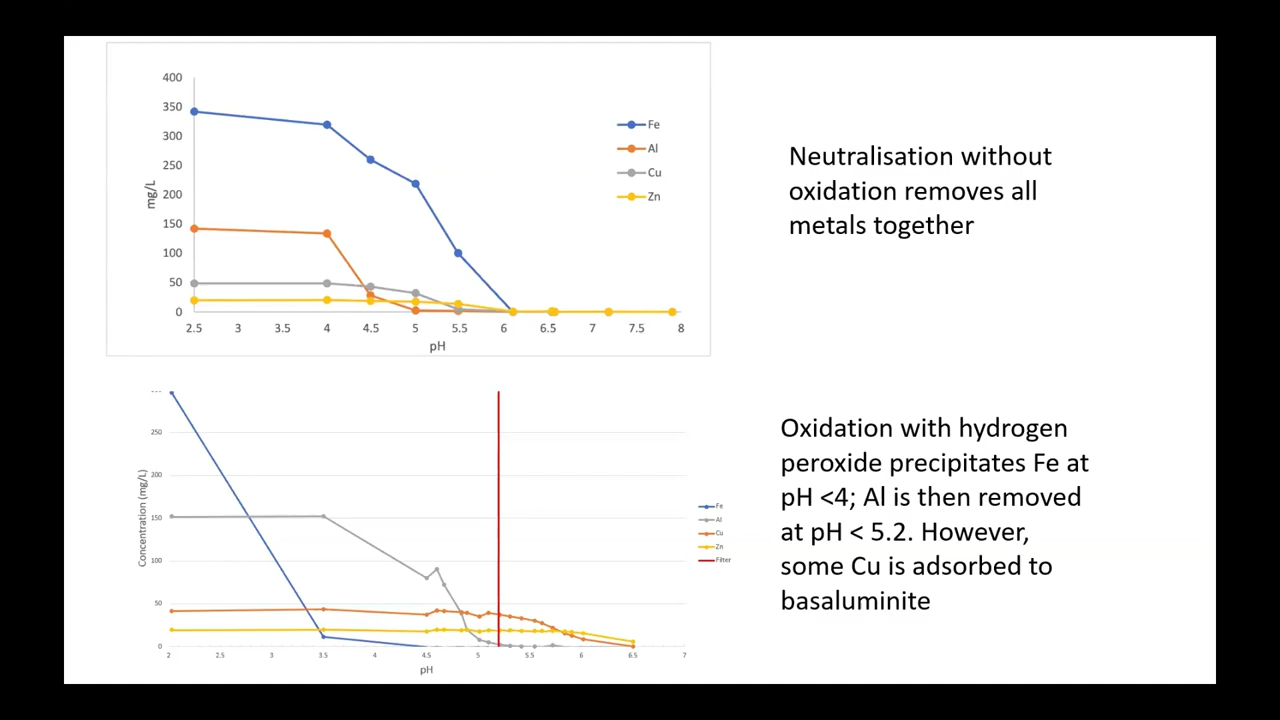 400
350
300
250
200
150
100
50
0
mg/L
2.5 3 3.5 4 4.5 5 5.5 6 6.5 7 7.5 8
pH
Fe
Al
Cu
Zn
Neutralisation without
oxidation removes all
metals together
250
200
150
100
50
0
Concentration (mg/L)
2 2.5 3 3.5 4 4.5 5 5.5 6 6.5 7
pH
Fe
Al
Cu
Zn
Filter
Oxidation with hydrogen
peroxide precipitates Fe at
pH <4; Al is then removed
at pH < 5.2. However,
some Cu is adsorbed to
basaluminite